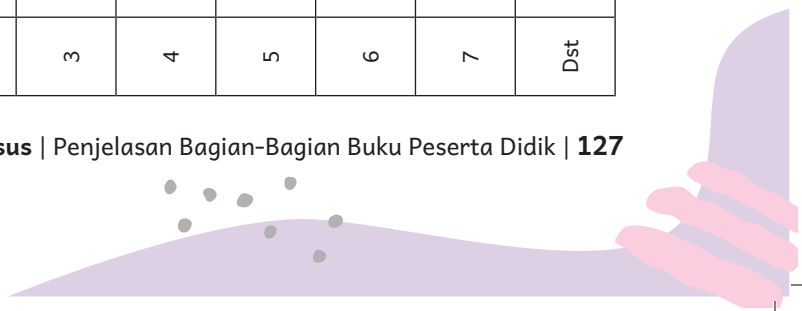 3 4 5 6 7 Dst
sus | Penjelasan Bagian-Bagian Buku Peserta Didik | 127